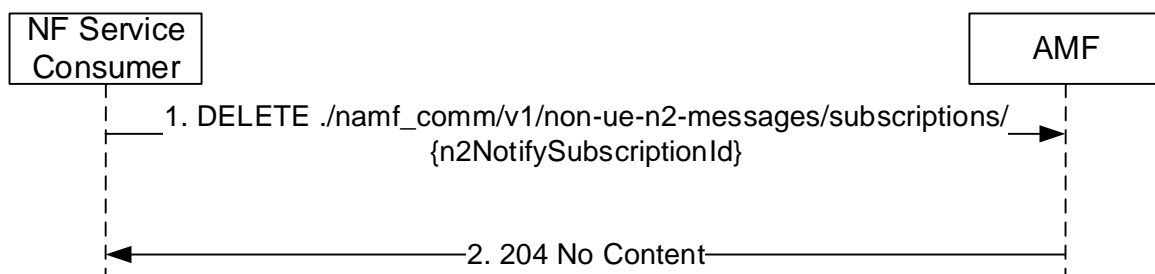 NF Service
Consumer
AMF
1. DELETE ./namf_comm/v1/non-ue-n2-messages/subscriptions/
{n2NotifySubscriptionId}
2. 204 No Content